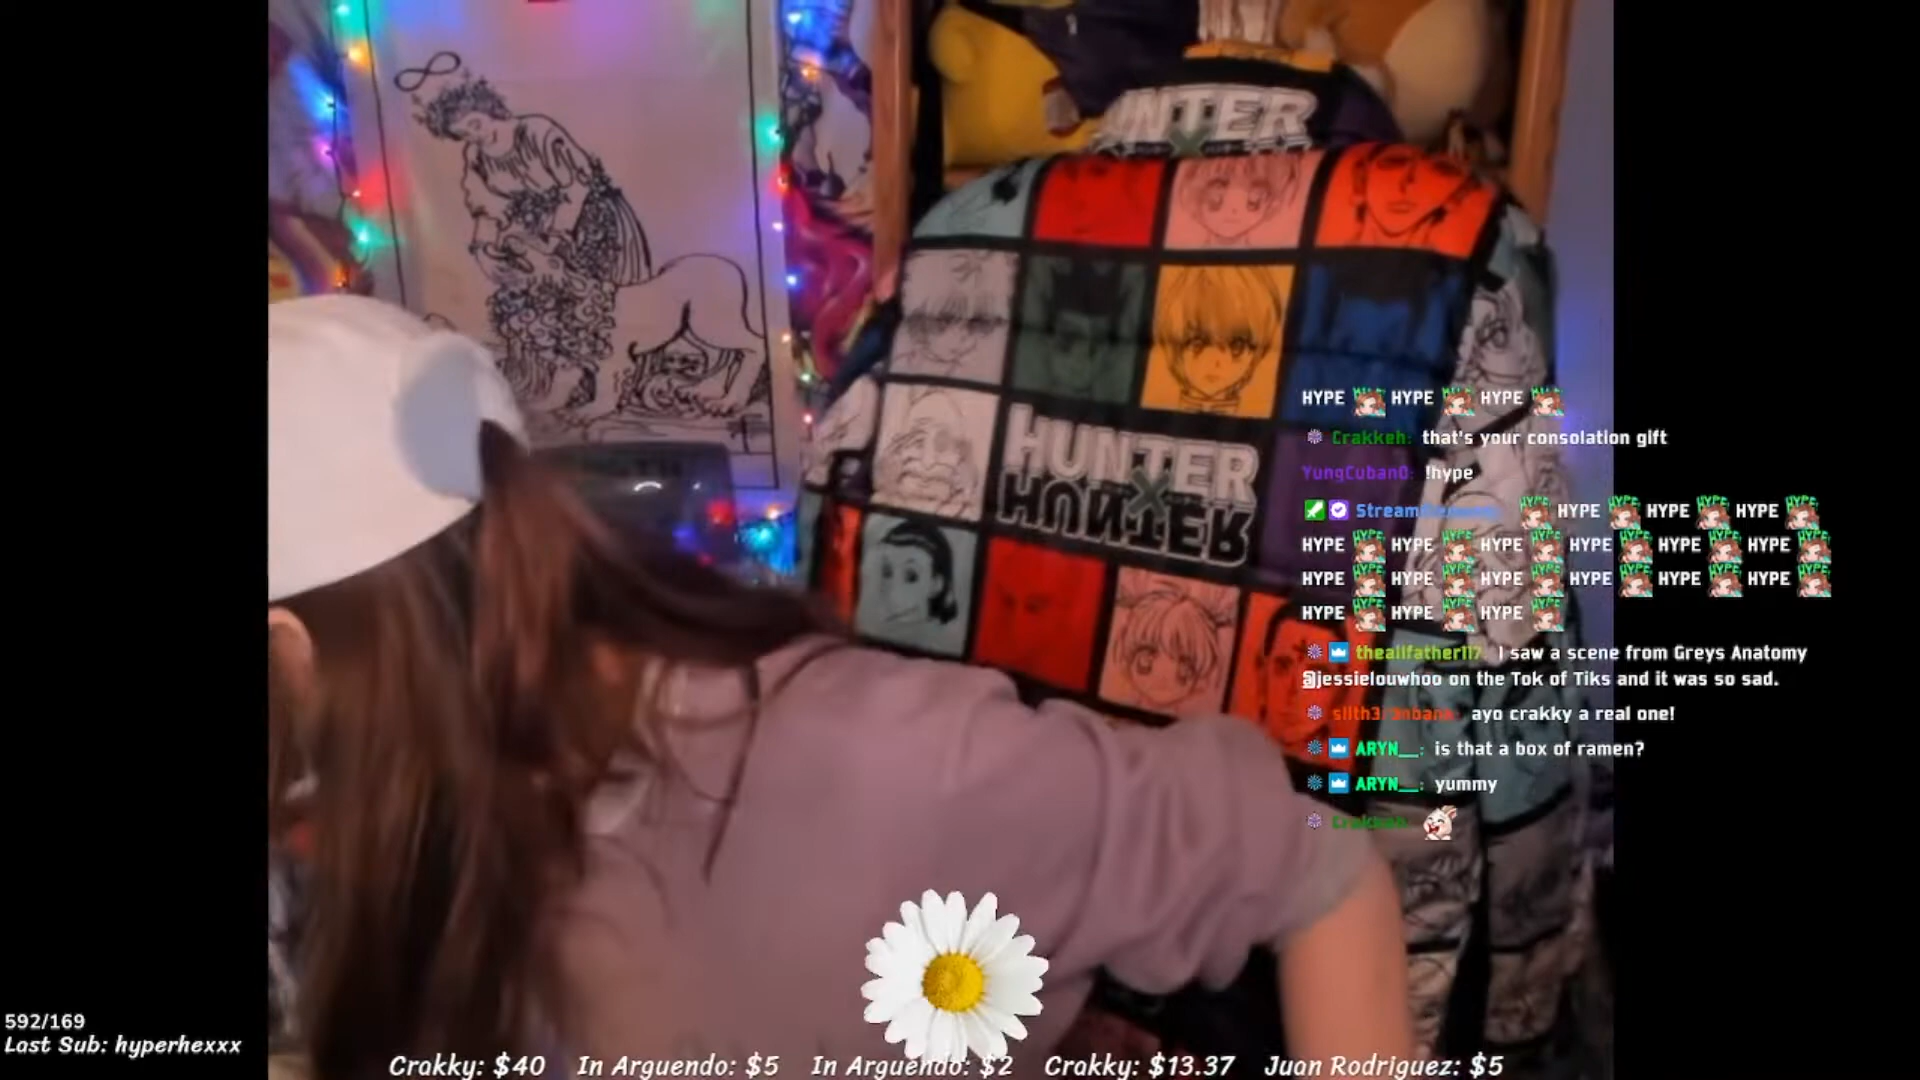 HUNTER
HUNTER
HYPE HYPE HYPE
Crakkeh: that's your consolation gift
YungCuban0: !hype
HYPE HYPE HYPE
HYPE HYPE HYPE HYPE HYPE HYPE
HYPE HYPE HYPE HYPE HYPE HYPE
HYPE HYPE HYPE
theallfather117: I saw a scene from Greys Anatomy
@jessielouwhoo on the Tok of Tiks and it was so sad.
ayo crakky a real one!
ARYN__: is that a box of ramen?
ARYN__: yummy
Crakkeh:
592/169
Last Sub: hyperhexxx
Crakky: $40 In Arguendo: $5 In Arguendo: $2 Crakky: $13.37 Juan Rodriguez: $5